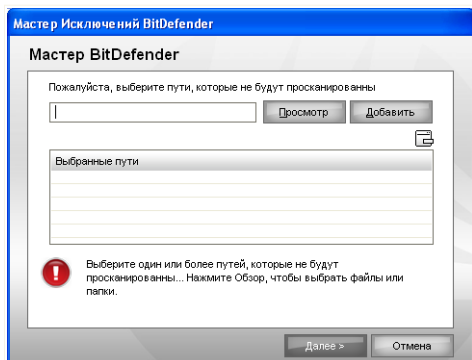 Мастер Исключений BitDefender
Мастер BitDefender
Пожалуйста, выберите пути, которые не будут просканированны
Просмотр
Добавить
Выбранные пути
Выберите один или более путей, которые не будут
просканированны... Нажмите Обзор, чтобы выбрать файлы или
папки.
Далее >
Отмена